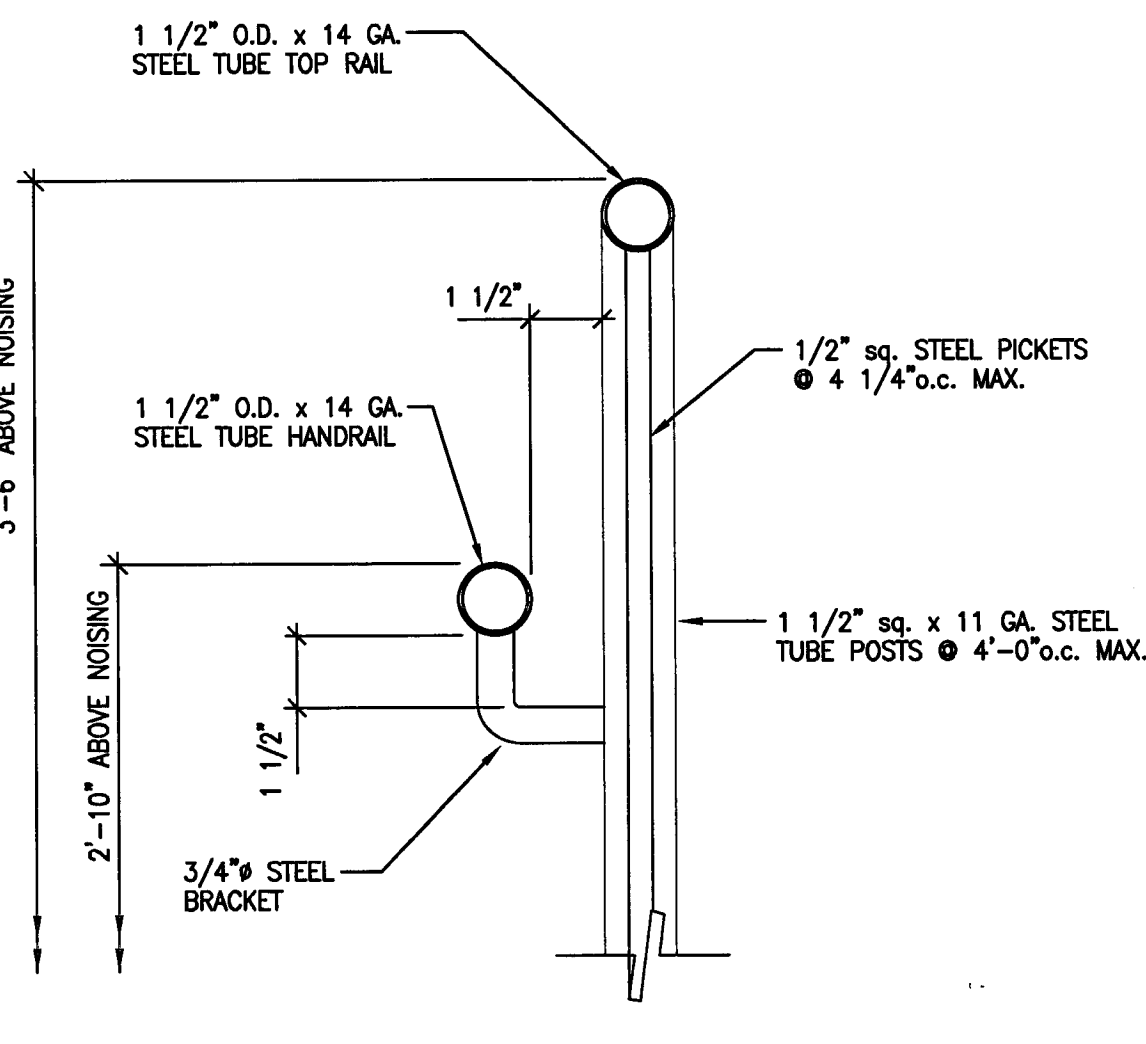 1 1/2" O.D. x 14 GA.
STEEL TUBE TOP RAIL
1 1/2"
1/2" sq. STEEL PICKETS
@ 4 1/4"o.c. MAX.
1 1/2" O.D. x 14 GA.
STEEL TUBE HANDRAIL
3'-6" ABOVE NOISING
2'-10" ABOVE NOISING
1 1/2"
1 1/2" sq. x 11 GA. STEEL
TUBE POSTS @ 4'-0"o.c. MAX.
3/4"ø STEEL
BRACKET